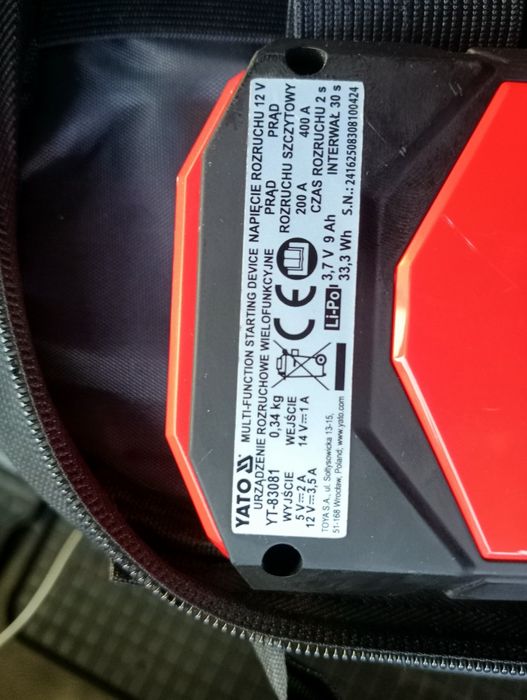 YATO MULTI-FUNCTION STARTING DEVICE
URZĄDZENIE ROZRUCHOWE WIELOFUNKCYJNE
YT-83081 0,34 kg
WYJŚCIE
5 V⎓2 A
12 V⎓3,5 A
WEJŚCIE
14 V⎓1 A
TOYA S.A., ul. Sołtysowicka 13-15,
51-168 Wrocław, Poland; www.yato.com
CE
Li-Po 3,7 V 9 Ah
33,3 Wh
NAPIĘCIE ROZRUCHU 12 V
PRĄD ROZRUCHU
200 A
PRĄD SZCZYTOWY
400 A
CZAS ROZRUCHU 2 s
INTERWAŁ 30 s
S.N.: 24162508308100424